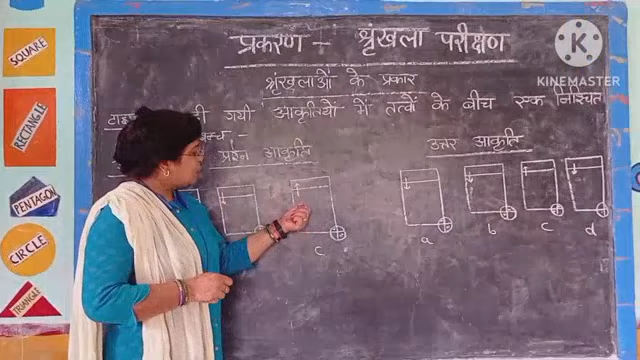 SQUARE
RECTANGLE
PENTAGON
CIRCLE
TRIANGLE
प्रकरण - श्रृंखला परीक्षण
श्रृंखलाओं के प्रकार
गयी आकृतियों में तत्वों के बीच एक निश्चित
प्रश्न आकृति
उत्तर आकृति
c
a b c d
KINEMASTER